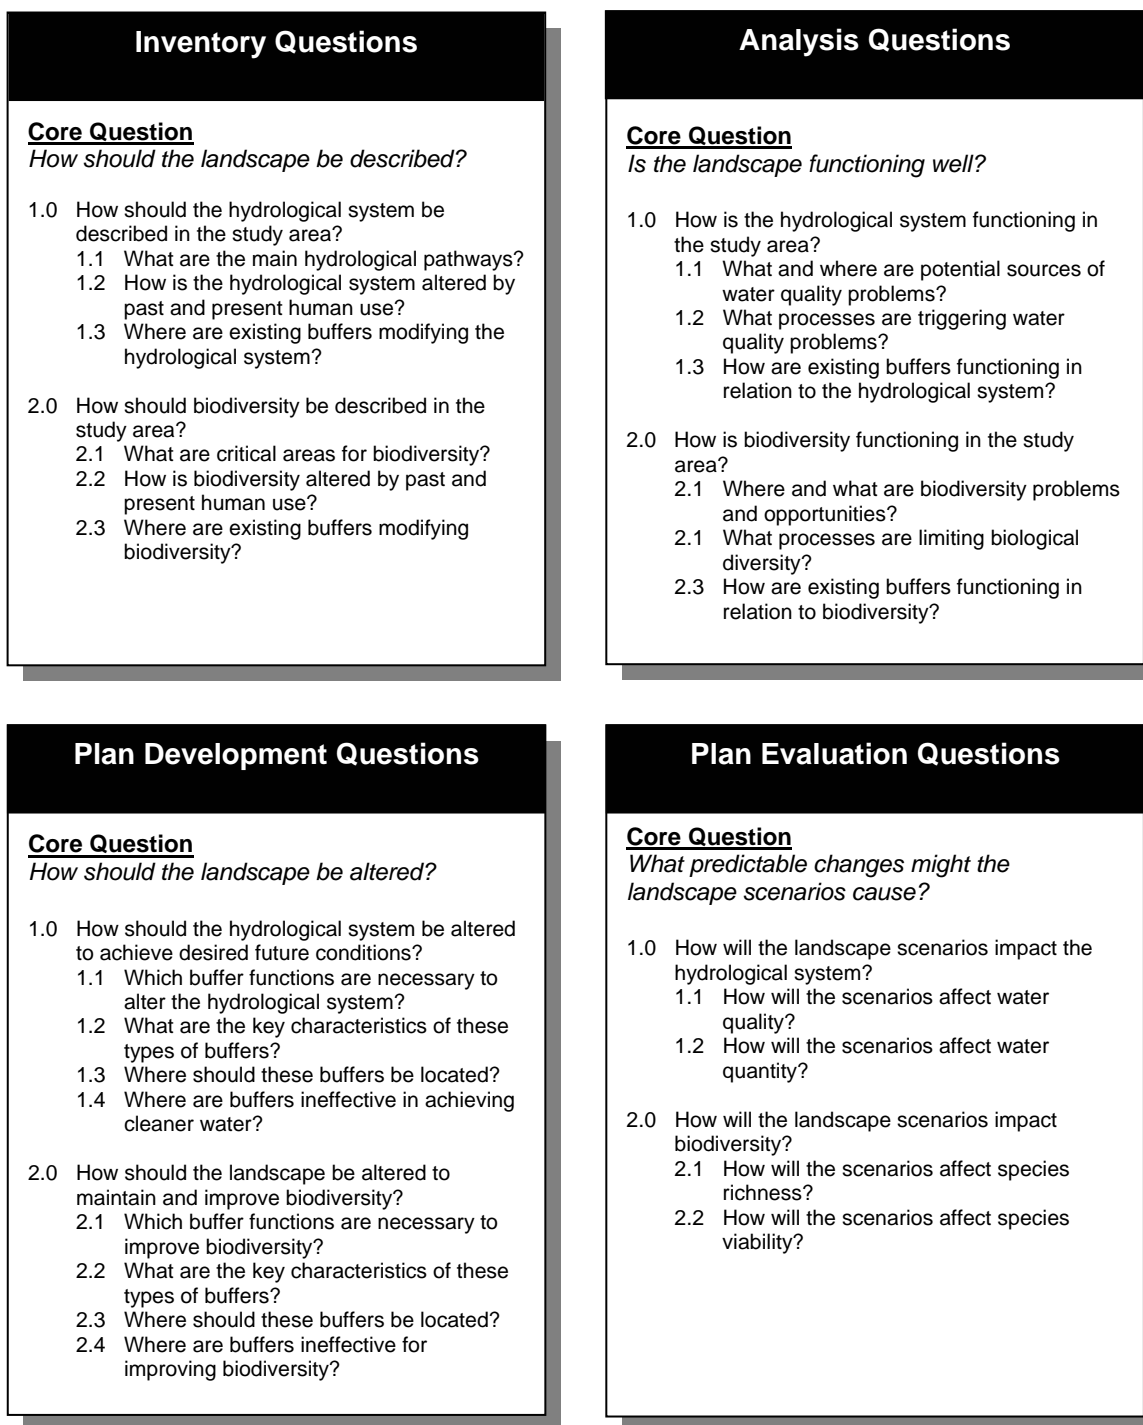 Inventory Questions
Core Question
How should the landscape be described?
1.0 How should the hydrological system be
described in the study area?
1.1 What are the main hydrological pathways?
1.2 How is the hydrological system altered by
past and present human use?
1.3 Where are existing buffers modifying the
hydrological system?
2.0 How should biodiversity be described in the
study area?
2.1 What are critical areas for biodiversity?
2.2 How is biodiversity altered by past and
present human use?
2.3 Where are existing buffers modifying
biodiversity?
Analysis Questions
Core Question
Is the landscape functioning well?
1.0 How is the hydrological system functioning in
the study area?
1.1 What and where are potential sources of
water quality problems?
1.2 What processes are triggering water
quality problems?
1.3 How are existing buffers functioning in
relation to the hydrological system?
2.0 How is biodiversity functioning in the study
area?
2.1 Where and what are biodiversity problems
and opportunities?
2.1 What processes are limiting biological
diversity?
2.3 How are existing buffers functioning in
relation to biodiversity?
Plan Development Questions
Core Question
How should the landscape be altered?
1.0 How should the hydrological system be altered
to achieve desired future conditions?
1.1 Which buffer functions are necessary to
alter the hydrological system?
1.2 What are the key characteristics of these
types of buffers?
1.3 Where should these buffers be located?
1.4 Where are buffers ineffective in achieving
cleaner water?
2.0 How should the landscape be altered to
maintain and improve biodiversity?
2.1 Which buffer functions are necessary to
improve biodiversity?
2.2 What are the key characteristics of these
types of buffers?
2.3 Where should these buffers be located?
2.4 Where are buffers ineffective for
improving biodiversity?
Plan Evaluation Questions
Core Question
What predictable changes might the
landscape scenarios cause?
1.0 How will the landscape scenarios impact the
hydrological system?
1.1 How will the scenarios affect water
quality?
1.2 How will the scenarios affect water
quantity?
2.0 How will the landscape scenarios impact
biodiversity?
2.1 How will the scenarios affect species
richness?
2.2 How will the scenarios affect species
viability?